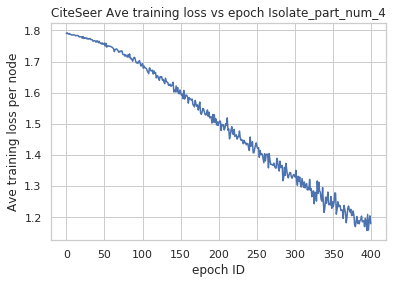 CiteSeer Ave training loss vs epoch Isolate_part_num_4
1.8
1.7
1.6
1.5
1.4
1.3
1.2
Ave training loss per node
0 50 100 150 200 250 300 350 400
epoch ID